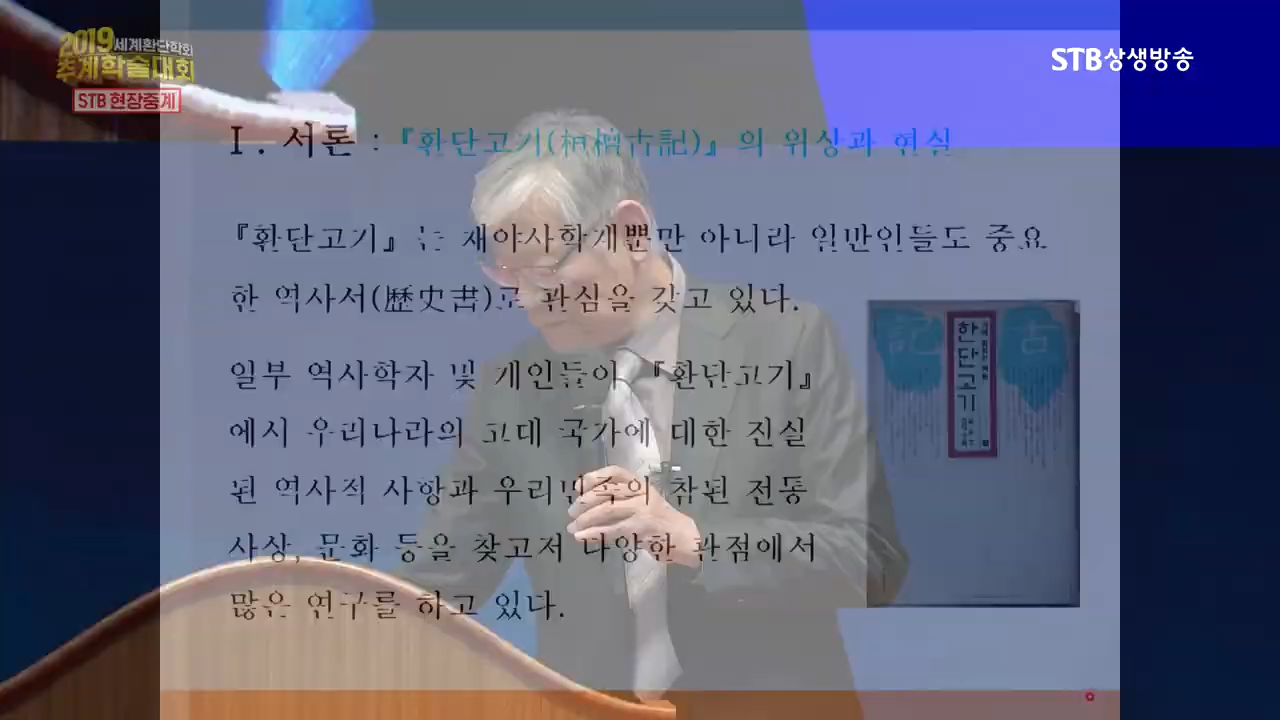 2019 세계환단학회
추계학술대회
STB 現장중계
STB상생방송
I. 서론 : 『환단고기(桓檀古記)』의 위상과 현실
『환단고기』는 재야사학계뿐만 아니라 일반인들도 중요
한 역사서(歷史書)로 관심을 갖고 있다.
일부 역사학자 및 개인들이 『환단고기』
에서 우리나라의 고대 국가에 대한 진실
된 역사적 사항과 우리민족의 참된 전통
사상, 문화 등을 찾고저 다양한 관점에서
많은 연구를 하고 있다.
記 古
한단고기